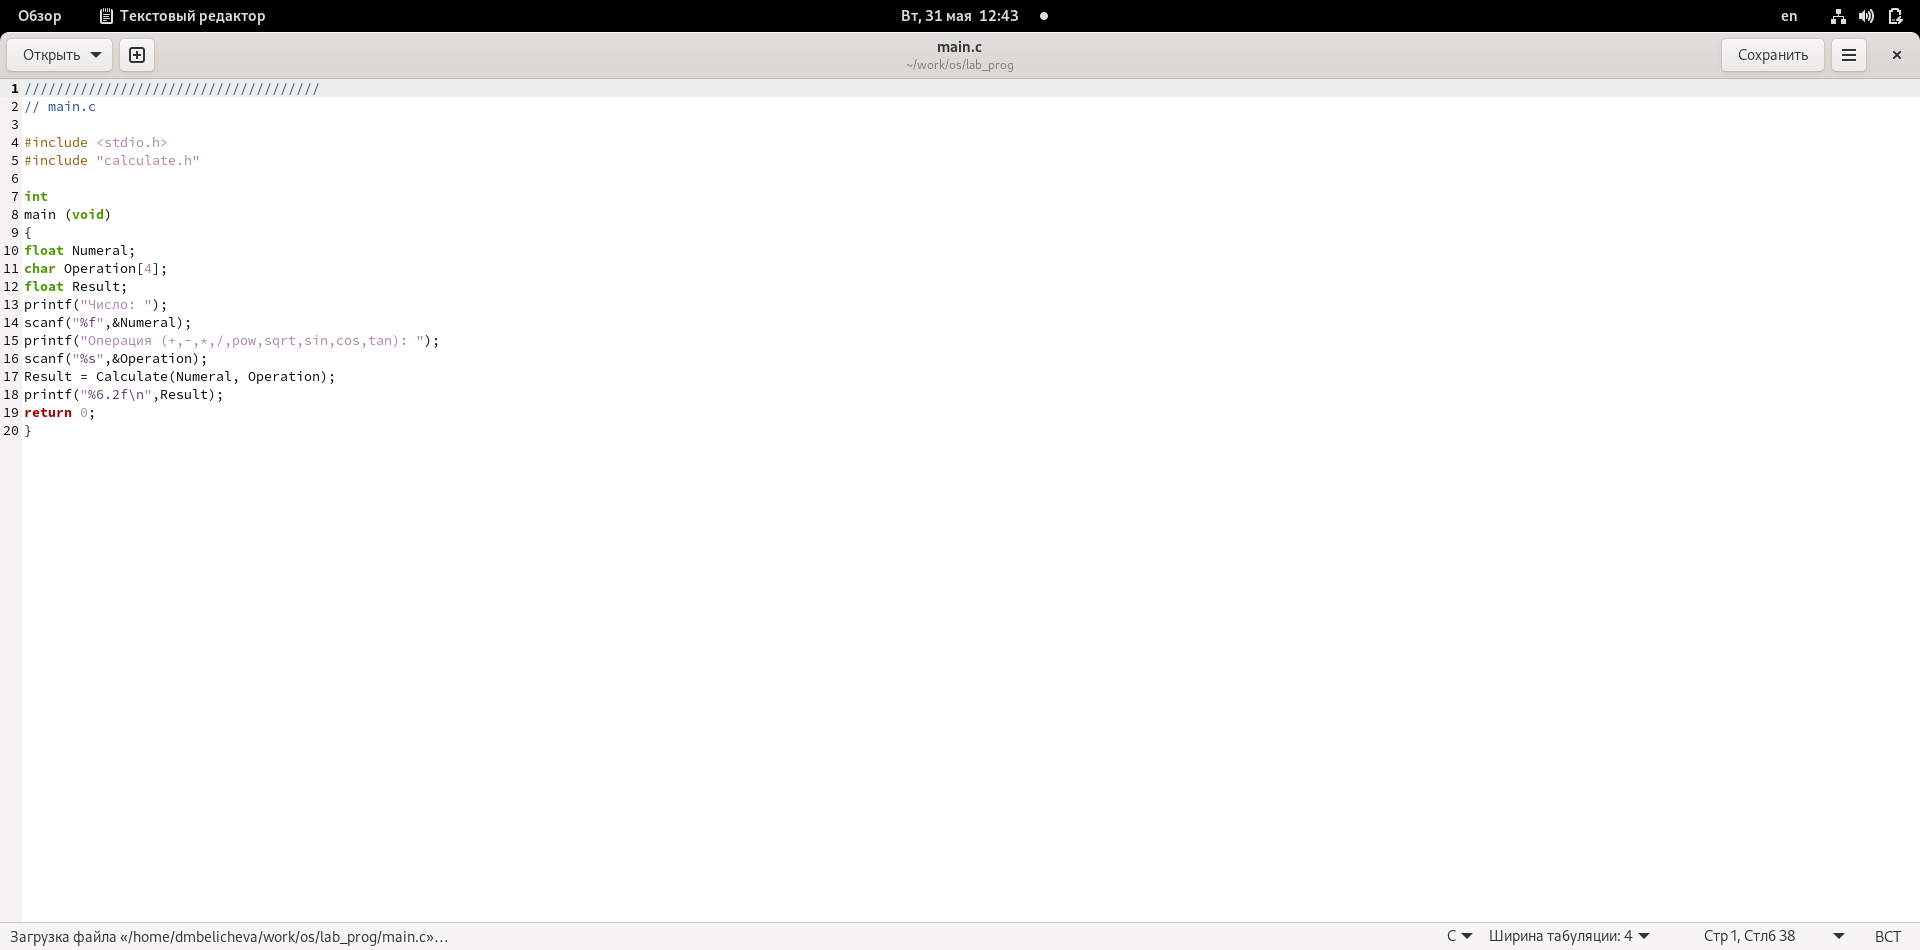 Обзор Текстовый редактор Вт, 31 мая 12:43 en
Открыть main.c Сохранить
~/work/os/lab_prog
1 /////////////////////////////////////
2 // main.c
3
4 #include <stdio.h>
5 #include "calculate.h"
6
7 int
8 main (void)
9 {
10 float Numeral;
11 char Operation[4];
12 float Result;
13 printf("Число: ");
14 scanf("%f",&Numeral);
15 printf("Операция (+,-,*,/,pow,sqrt,sin,cos,tan): ");
16 scanf("%s",&Operation);
17 Result = Calculate(Numeral, Operation);
18 printf("%6.2f\n",Result);
19 return 0;
20 }
Загрузка файла «/home/dmbelicheva/work/os/lab_prog/main.c»… C Ширина табуляции: 4 Стр 1, Стлб 38 ВСТ